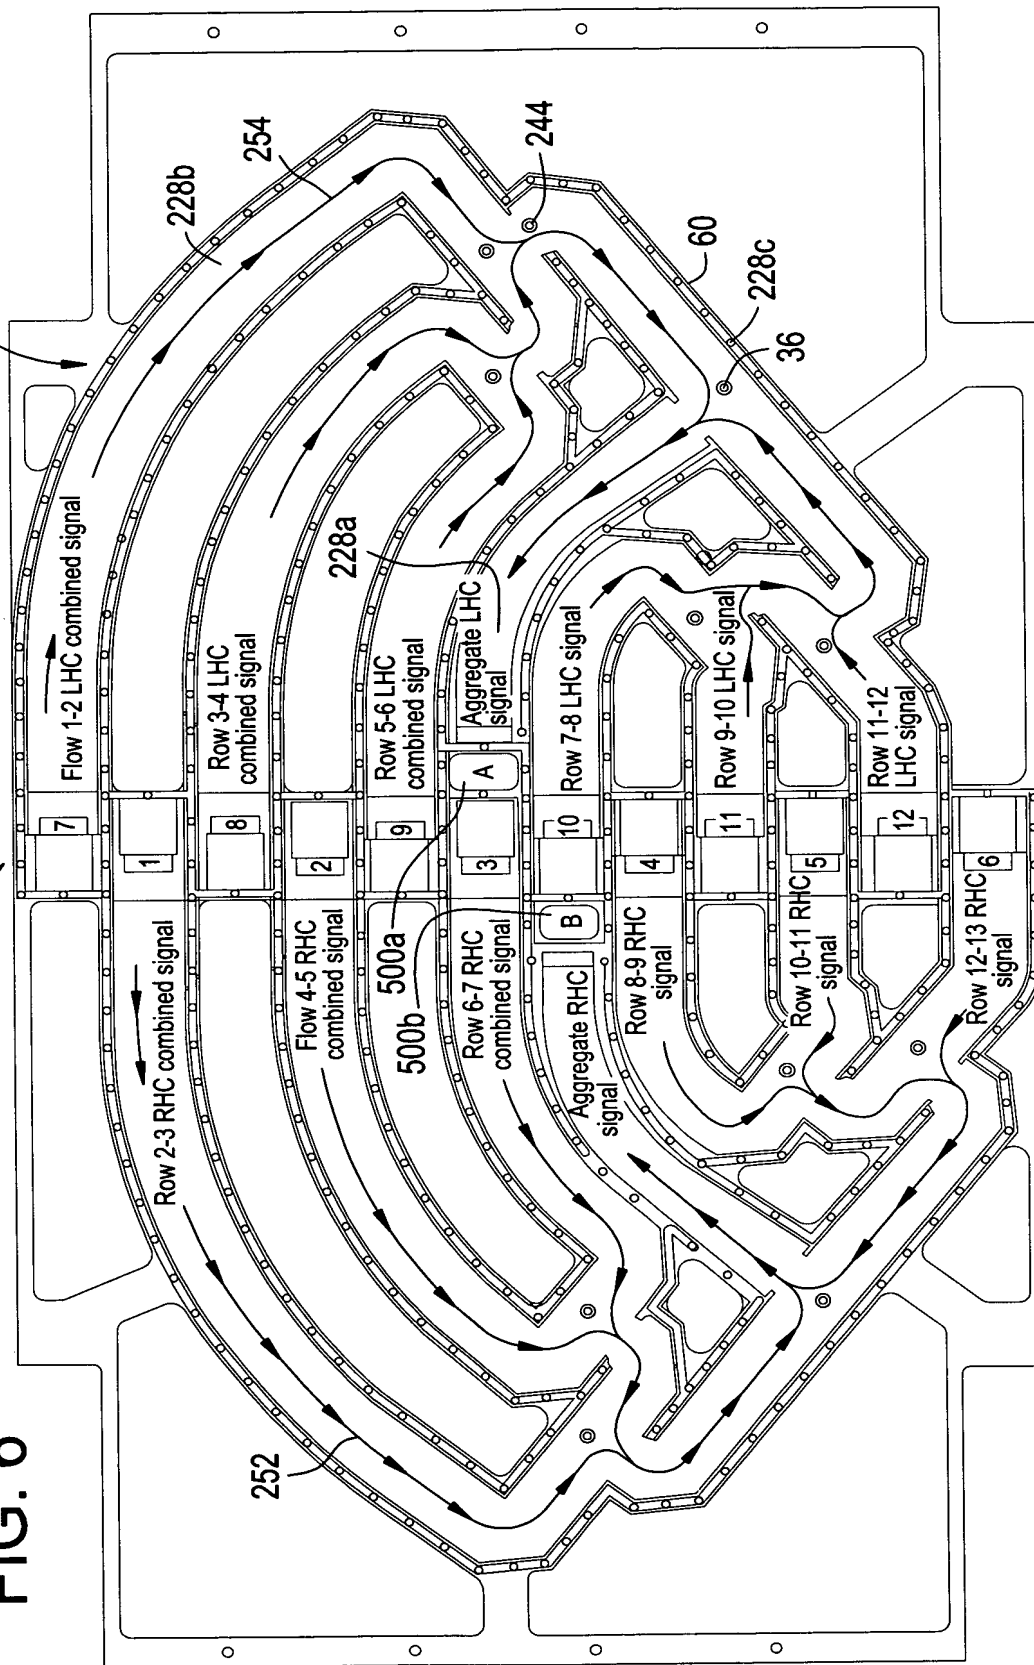 FIG. 6
228b
254
244
60
228c
36
228a
500a
500b
252
Flow 1-2 LHC combined signal
Row 3-4 LHC
combined signal
Row 5-6 LHC
combined signal
Aggregate LHC
signal
Row 7-8 LHC signal
Row 9-10 LHC signal
Row 11-12
LHC signal
7
1
8
2
9
A
3
10
B
4
11
5
12
6
Row 2-3 RHC combined signal
Flow 4-5 RHC
combined signal
Row 6-7 RHC
combined signal
Aggregate RHC
signal
Row 8-9 RHC
signal
Row 10-11 RHC
signal
Row 12-13 RHC
signal